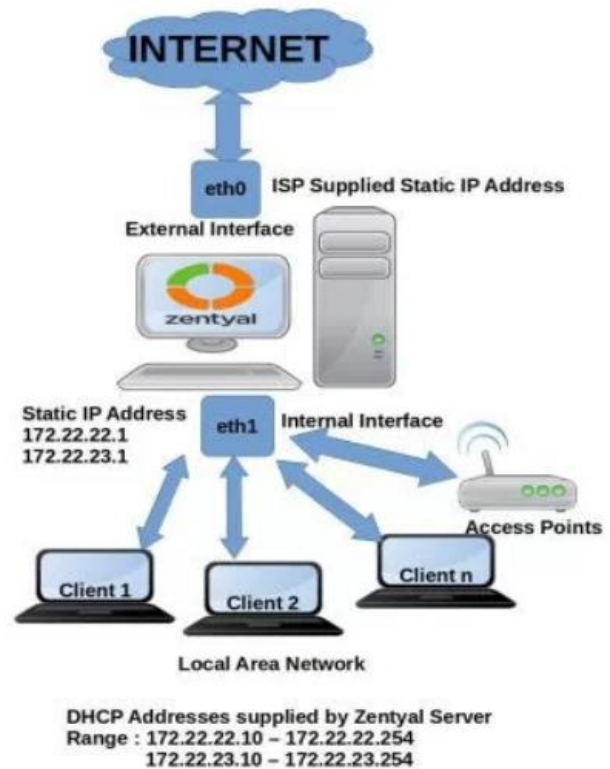 INTERNET
eth0
ISP Supplied Static IP Address
External Interface
zentyal
Static IP Address
172.22.22.1
172.22.23.1
eth1
Internal Interface
Access Points
Client 1
Client 2
Client n
Local Area Network
DHCP Addresses supplied by Zentyal Server
Range : 172.22.22.10 – 172.22.22.254
172.22.23.10 – 172.22.23.254